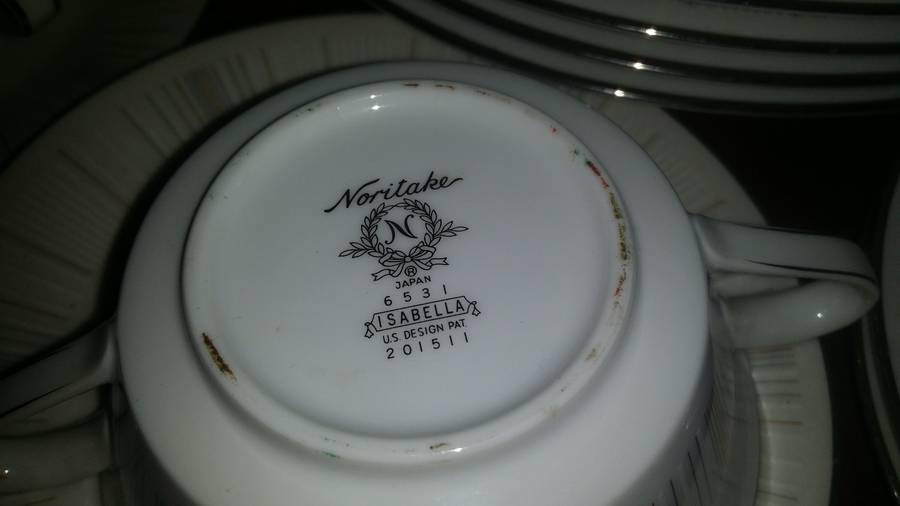 Noritake
N
®
JAPAN
6531
ISABELLA
U.S. DESIGN PAT.
201511